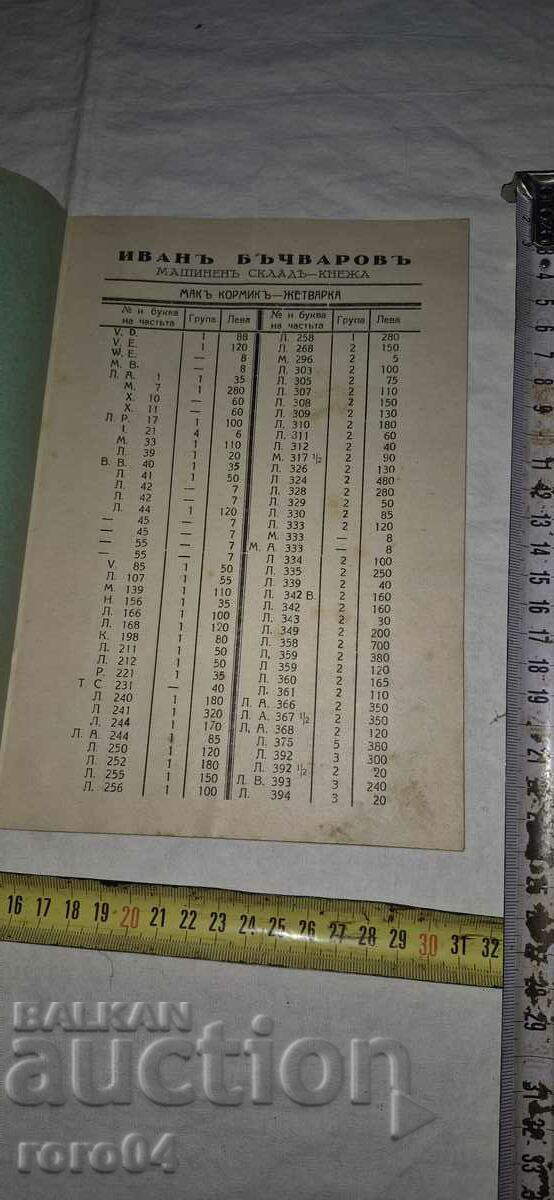 ИВАНЪ БЪЧВАРОВЪ
МАШИНЕНЪ СКЛАДЪ—КНЕЖА
МАКЪ КОРМИКЪ—ЖЕТВАРКА
№ и буква на частьта Група Лева
V. D. 1 88
V. E. 1 120
W. E. — 8
М. В. — 8
Л. А. 1 1 35
М. 7 1 280
Х. 10 — 60
Х. 11 — 60
Л. Р. 17 1 100
t. 21 4 6
М. 33 1 110
Л. 39 1 20
В. В. 40 1 35
Л. 41 1 50
Л. 42 — 7
Л. 42 — 7
Л. 44 1 120
— 45 — 7
— 45 — 7
— 55 — 7
— 55 — 7
V. 85 1 50
Л. 107 1 55
М. 139 1 110
Н. 156 1 35
Л. 166 1 100
Л. 168 1 120
К. 198 1 80
Л. 211 1 50
Л. 212 1 50
Р. 221 1 35
Т. С. 231 — 40
Л. 240 1 180
Л. 241 1 320
Л. 244 1 170
Л. А. 244 1 85
Л. 250 1 120
Л. 252 1 180
Л. 255 1 150
Л. 256 1 100
№ и буква на частьта Група Лева
Л. 258 1 280
Л. 268 2 150
М. 296 2 5
Л. 303 2 100
Л. 305 2 75
Л. 307 2 110
Л. 308 2 150
Л. 309 2 130
Л. 310 2 180
Л. 311 2 60
Л. 312 2 40
М. 317 1/2 2 90
Л. 326 2 130
Л. 324 2 480
Л. 328 2 280
Л. 329 2 50
Л. 330 2 85
Л. 333 2 120
М. 333 — 8
М. А. 333 — 8
Л 334 2 100
Л. 335 2 250
Л. 339 2 40
Л. 342 В. 2 160
Л. 342 2 160
Л. 343 2 30
Л. 349 2 200
Л. 358 2 700
Л, 359 2 380
Л. 359 2 120
Л. 360 2 165
Л. 361 2 110
Л. А. 366 2 350
Л. А. 367 1/2 2 350
Л, А. 368 2 120
Л. 375 5 380
Л. 392 3 300
Л. 392 1/2 2 20
Л. В. 393 3 240
Л. 394 3 20
16 17 18 19 20 21 22 23 24 25 26 27 28 29 30 31 32
BALKAN
auction
roro04